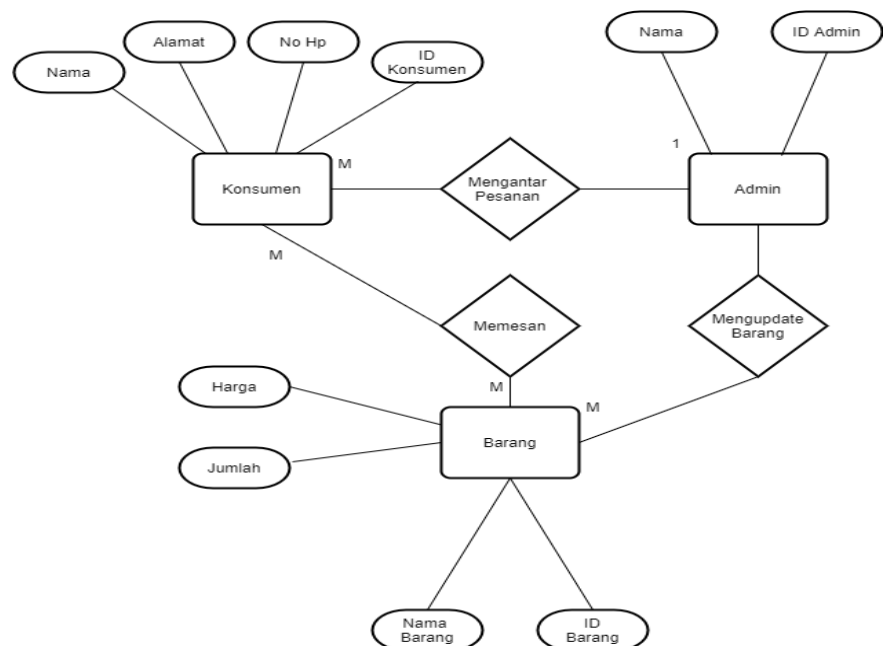 Alamat
No Hp
Nama
ID
Konsumen
Nama
ID Admin
M
1
Konsumen
Mengantar
Pesanan
Admin
M
Memesan
Mengupdate
Barang
Harga
M
M
Barang
Jumlah
Nama
Barang
ID
Barang